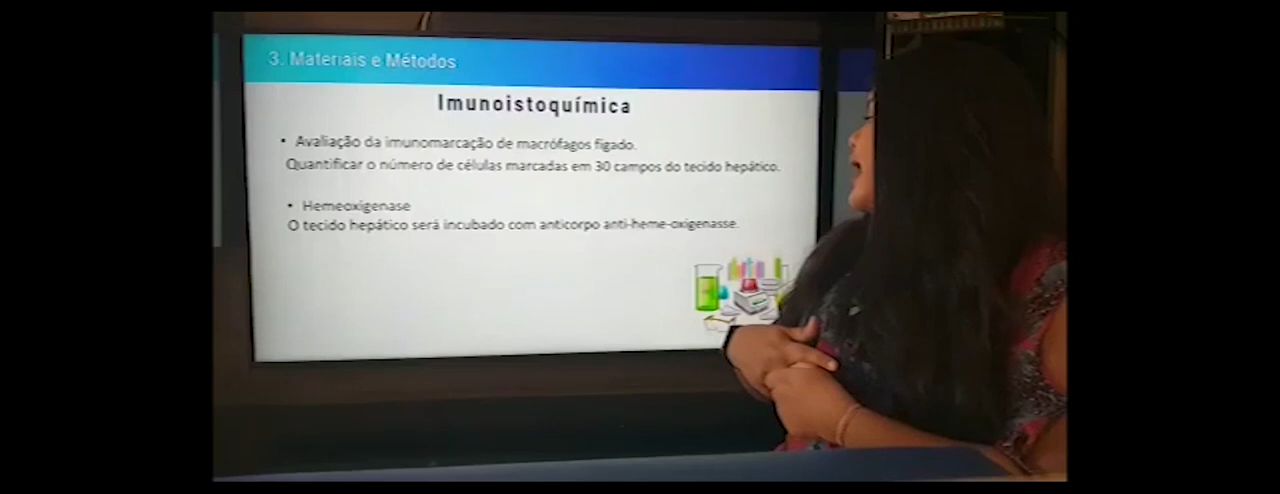 3. Materiais e Métodos
Imunoistoquímica
• Avaliação da imunomarcação de macrófagos fígado.
Quantificar o número de células marcadas em 30 campos do tecido hepático.
• Hemeoxigenase
O tecido hepático será incubado com anticorpo anti-heme-oxigenasse.